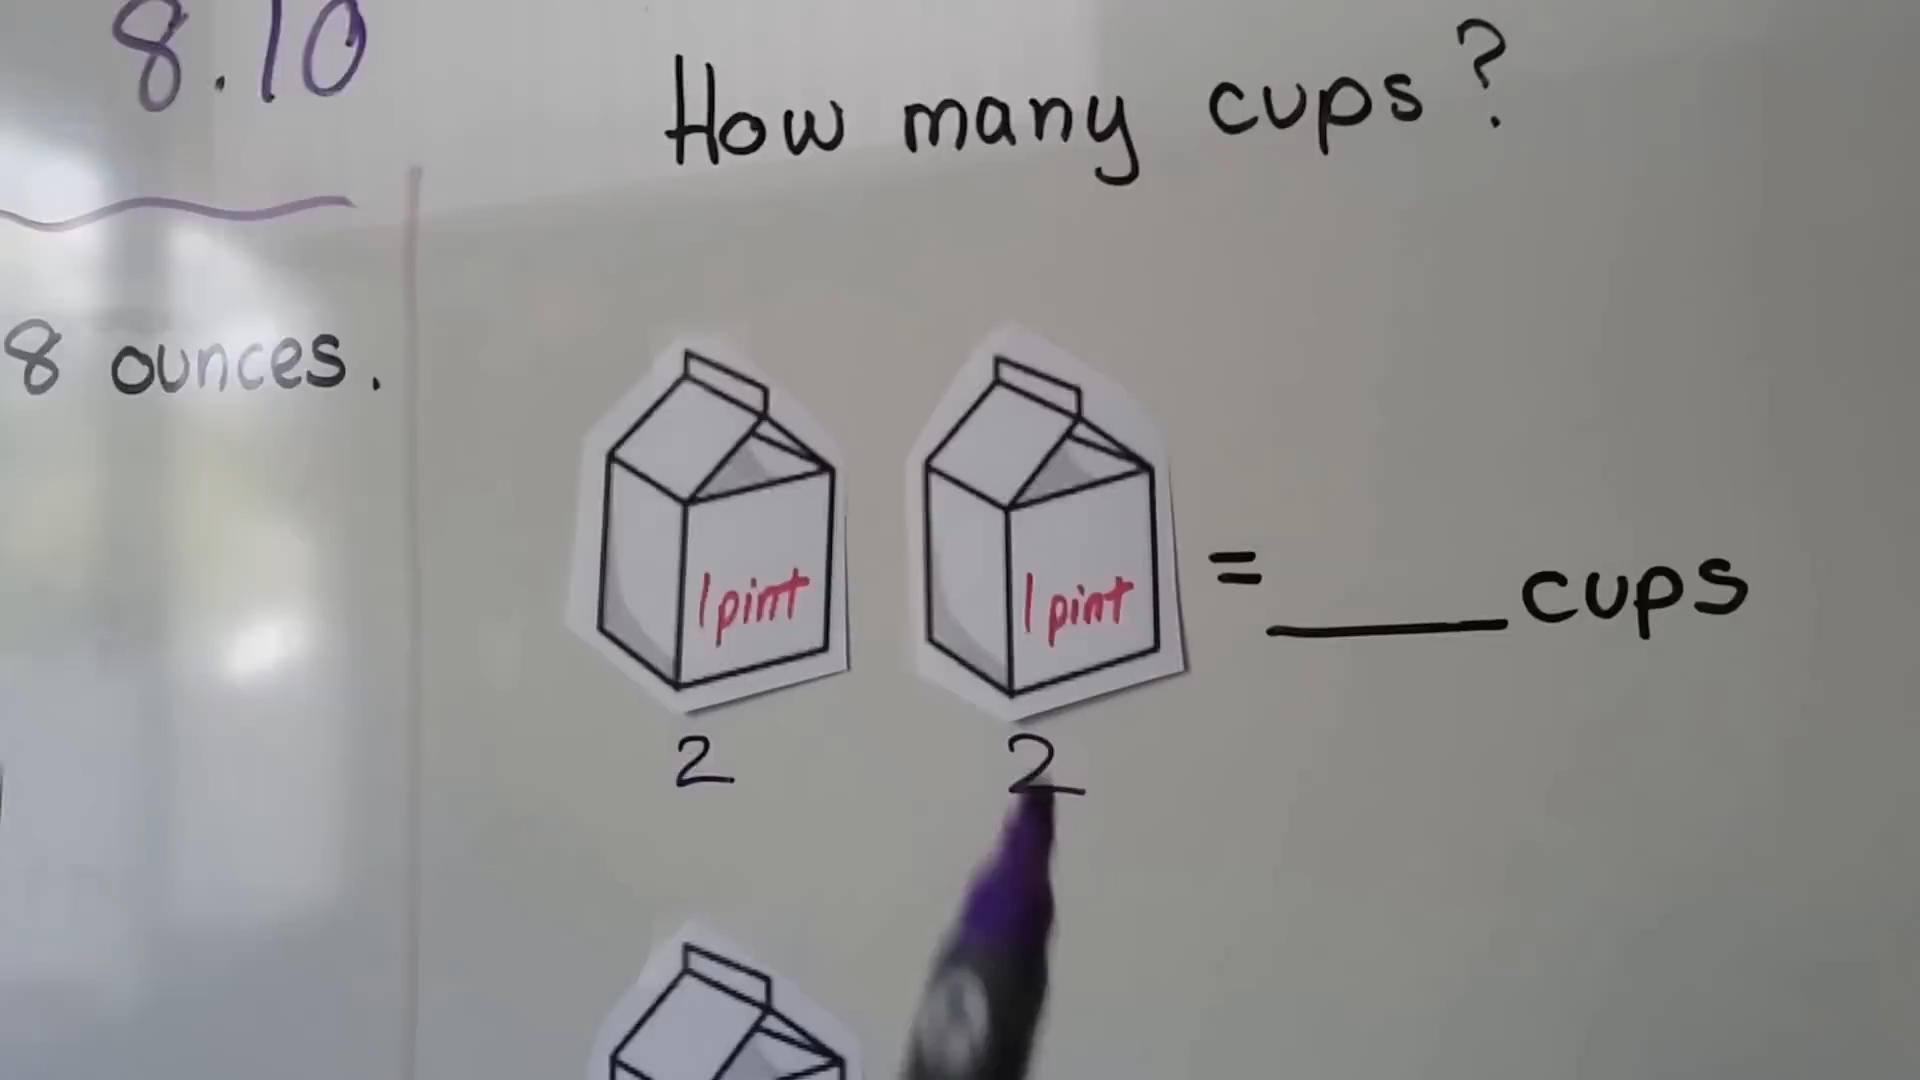 8.10
How many cups?
8 ounces.
1 pint
1 pint
= ____ cups
2
2